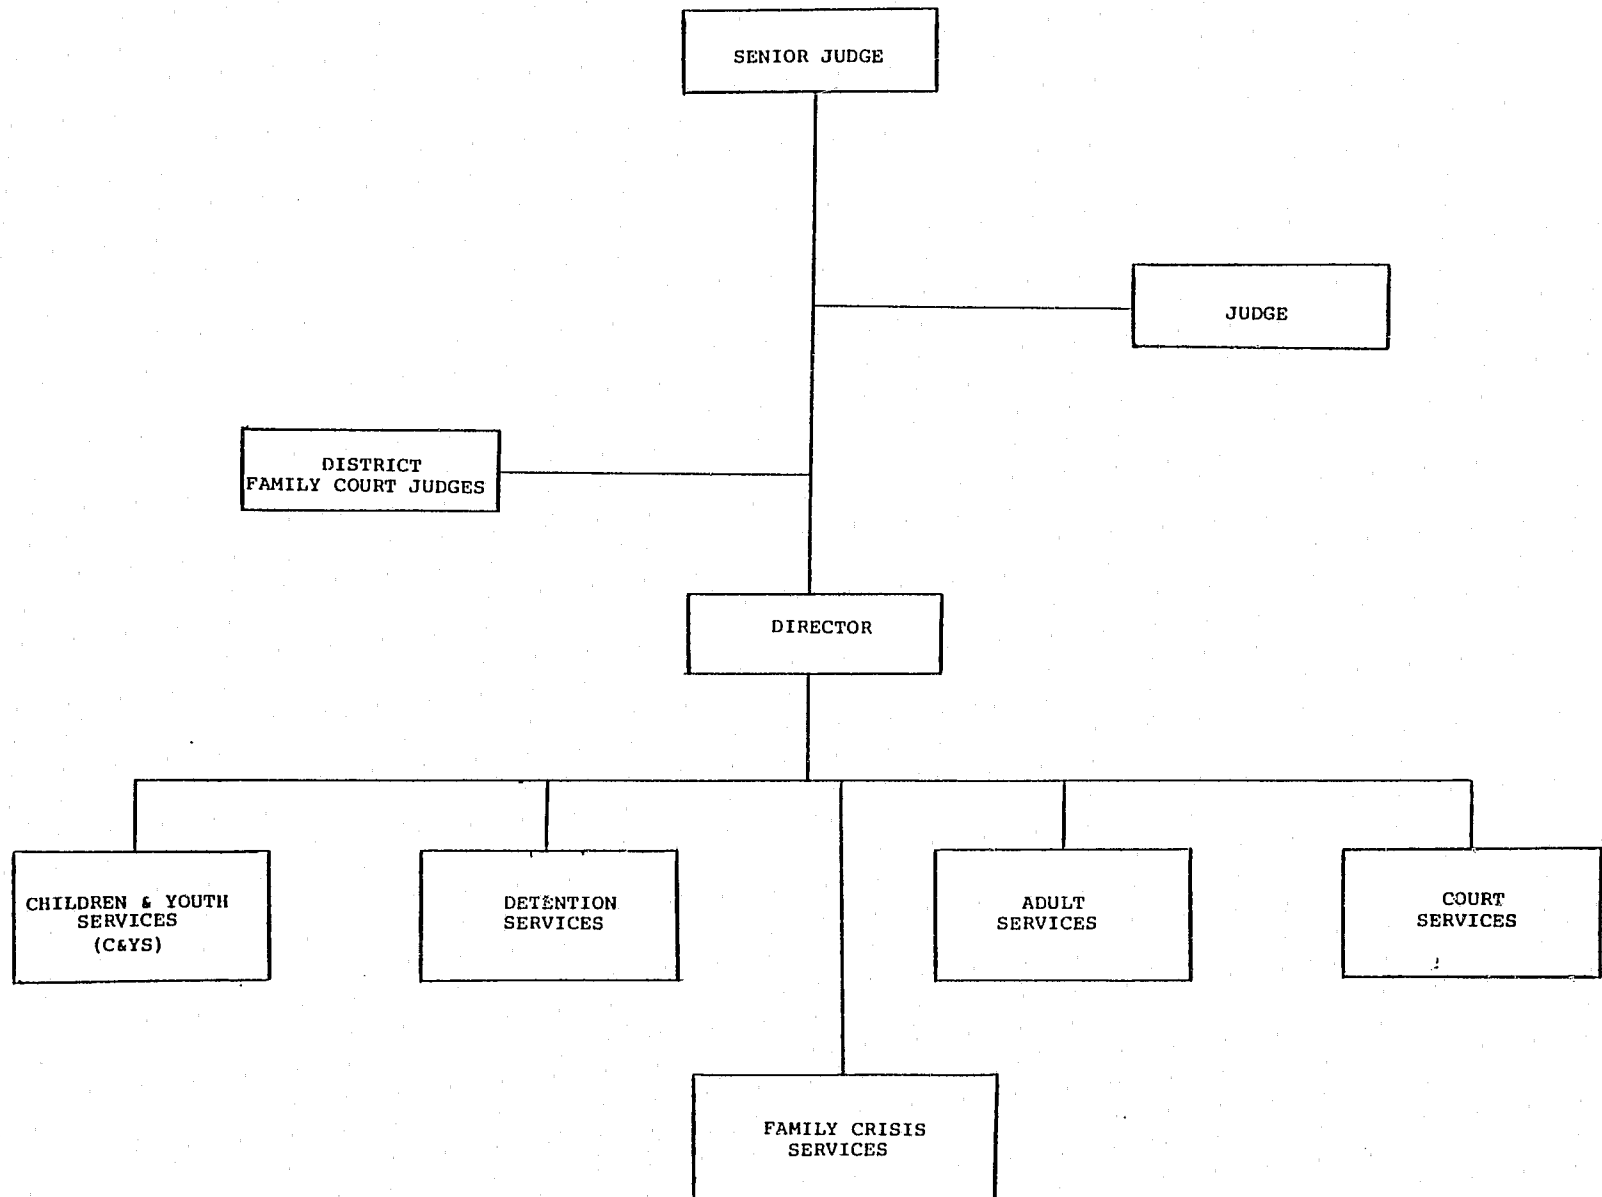 SENIOR JUDGE
JUDGE
DISTRICT
FAMILY COURT JUDGES
DIRECTOR
CHILDREN & YOUTH
SERVICES
(C&YS)
DETENTION
SERVICES
ADULT
SERVICES
COURT
SERVICES
FAMILY CRISIS
SERVICES